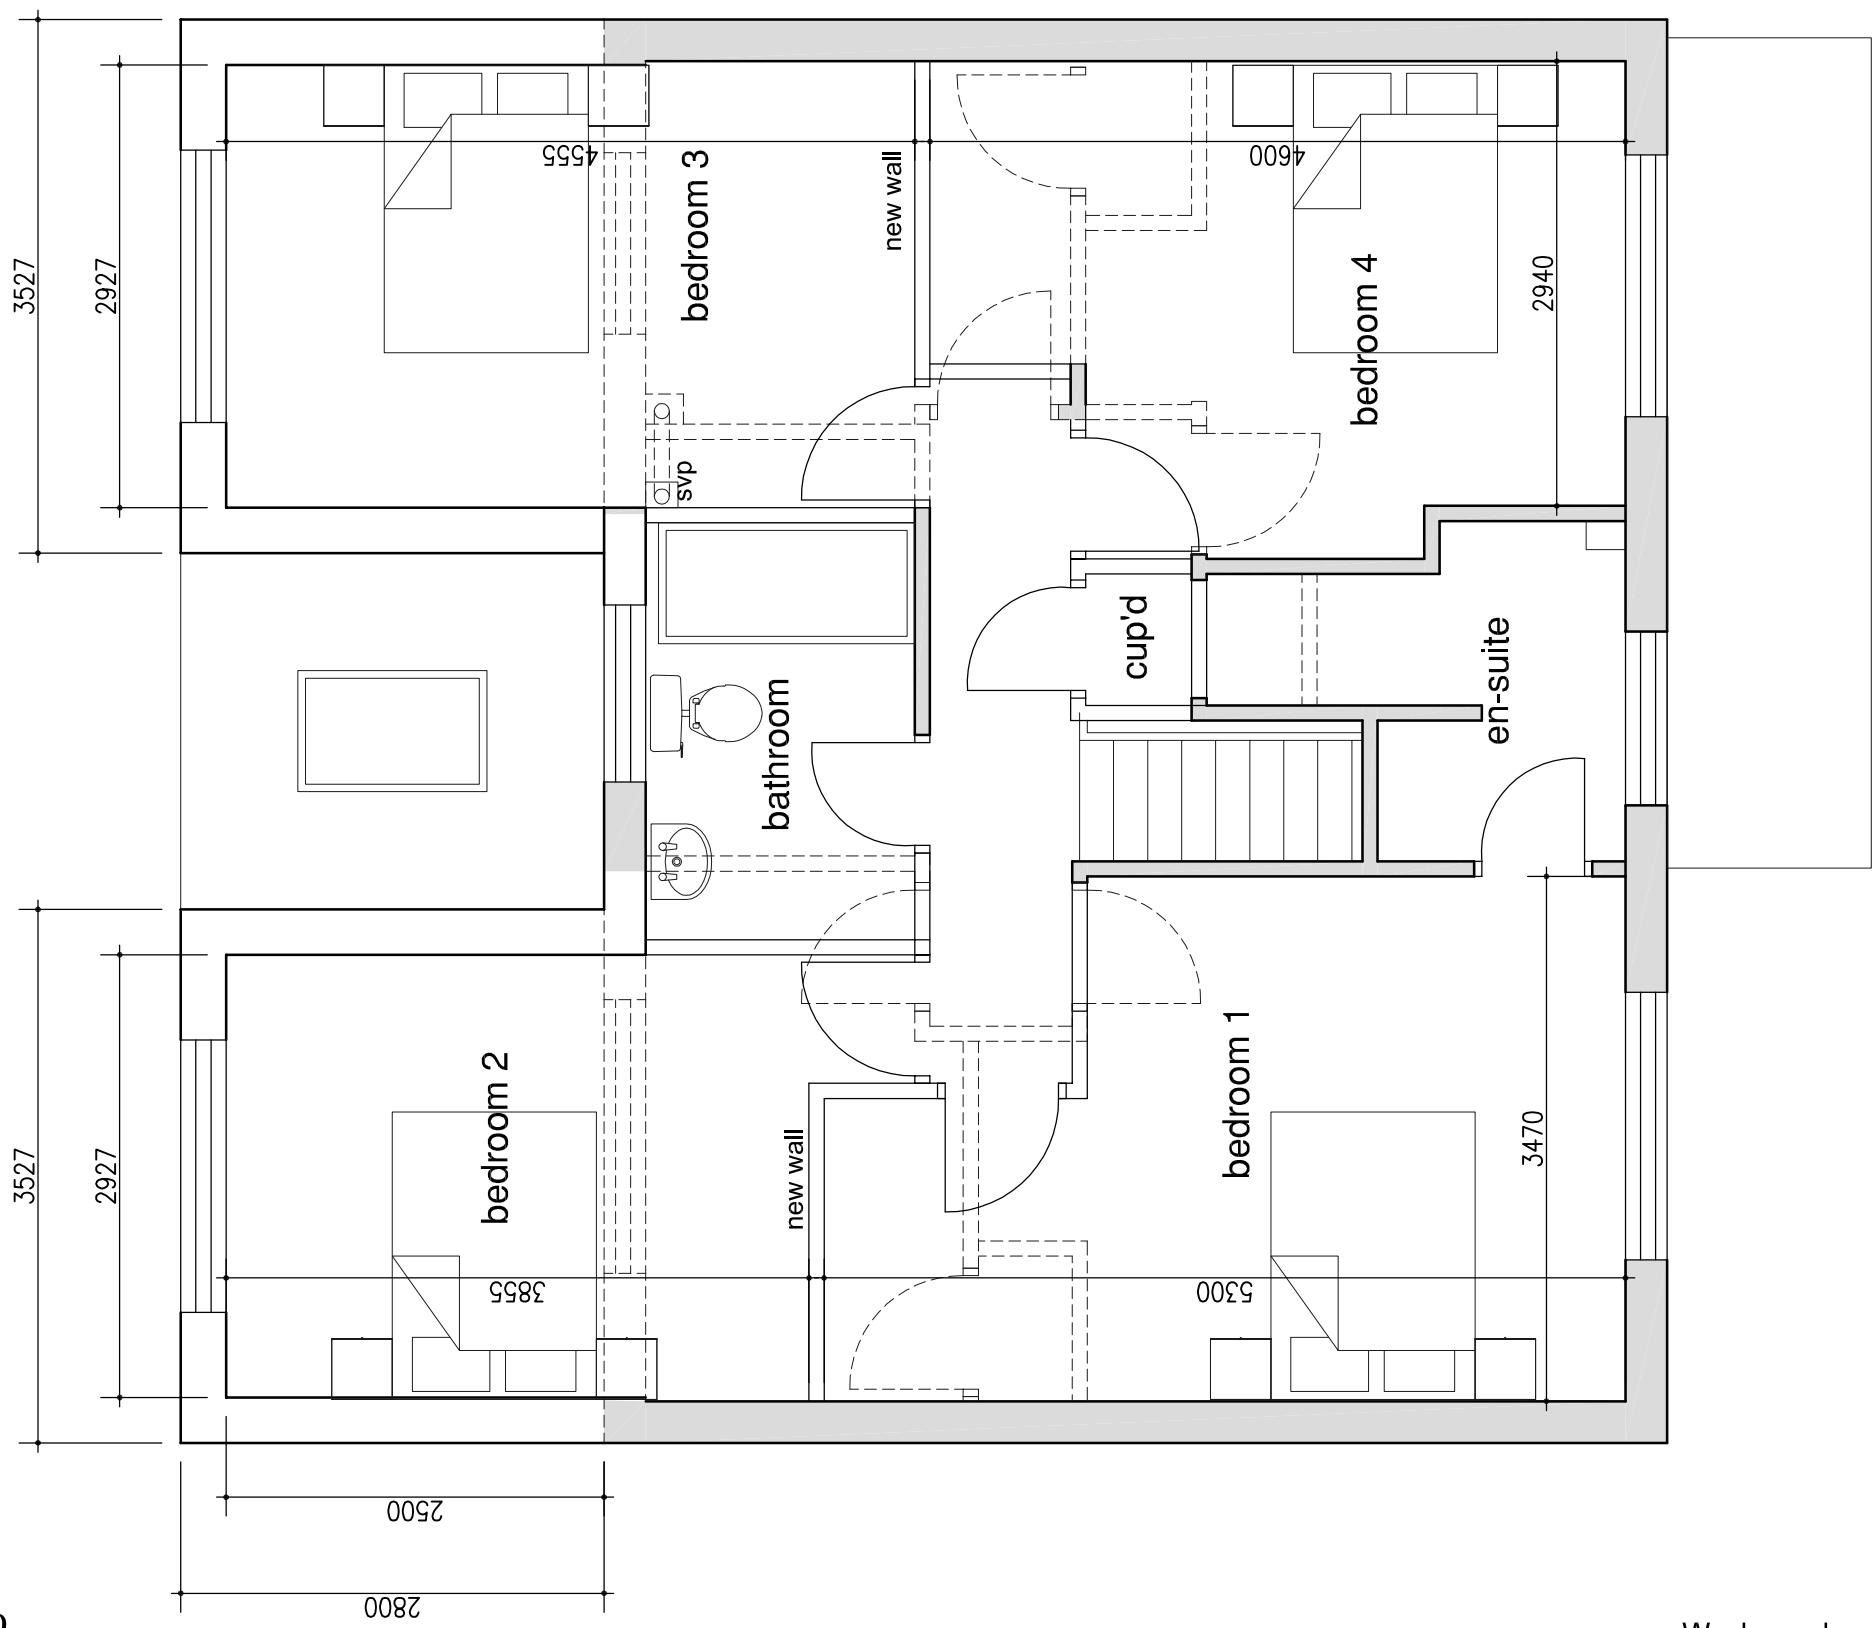 3527
2927
4555
bedroom 3
new wall
4600
bedroom 4
2940
svp
cup'd
en-suite
bathroom
3527
2927
bedroom 2
new wall
3855
bedroom 1
5300
3470
2500
2800